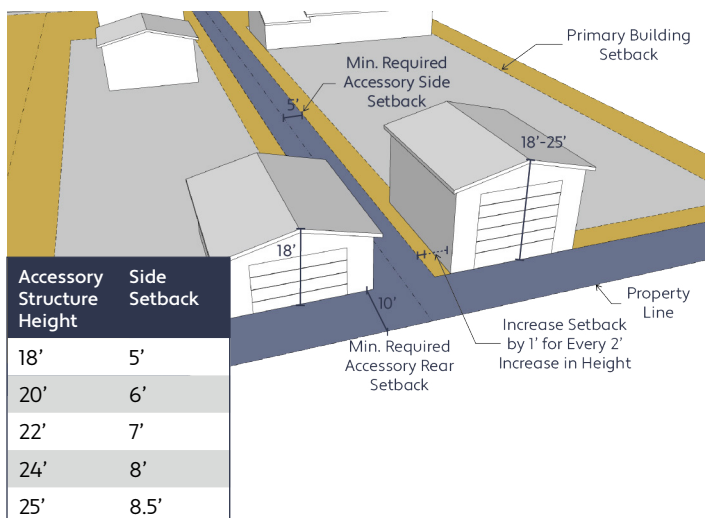 Primary Building
Setback
Min. Required
Accessory Side
Setback
5’
18’-25’
18’
10’
Property
Line
Increase Setback
by 1’ for Every 2’
Increase in Height
Min. Required
Accessory Rear
Setback
Accessory Structure Height Side Setback
18’ 5’
20’ 6’
22’ 7’
24’ 8’
25’ 8.5’